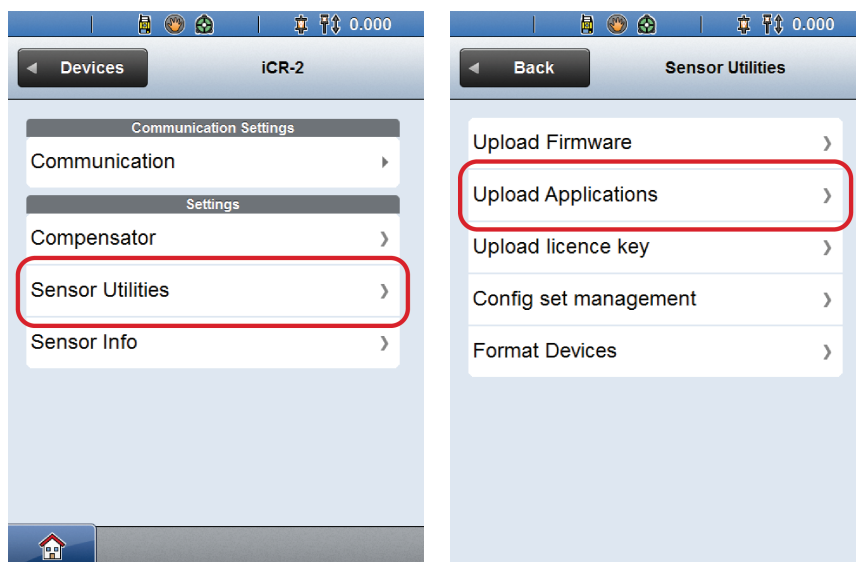 0.000
Devices
iCR-2
Communication Settings
Communication
Settings
Compensator
Sensor Utilities
Sensor Info
0.000
Back
Sensor Utilities
Upload Firmware
Upload Applications
Upload licence key
Config set management
Format Devices